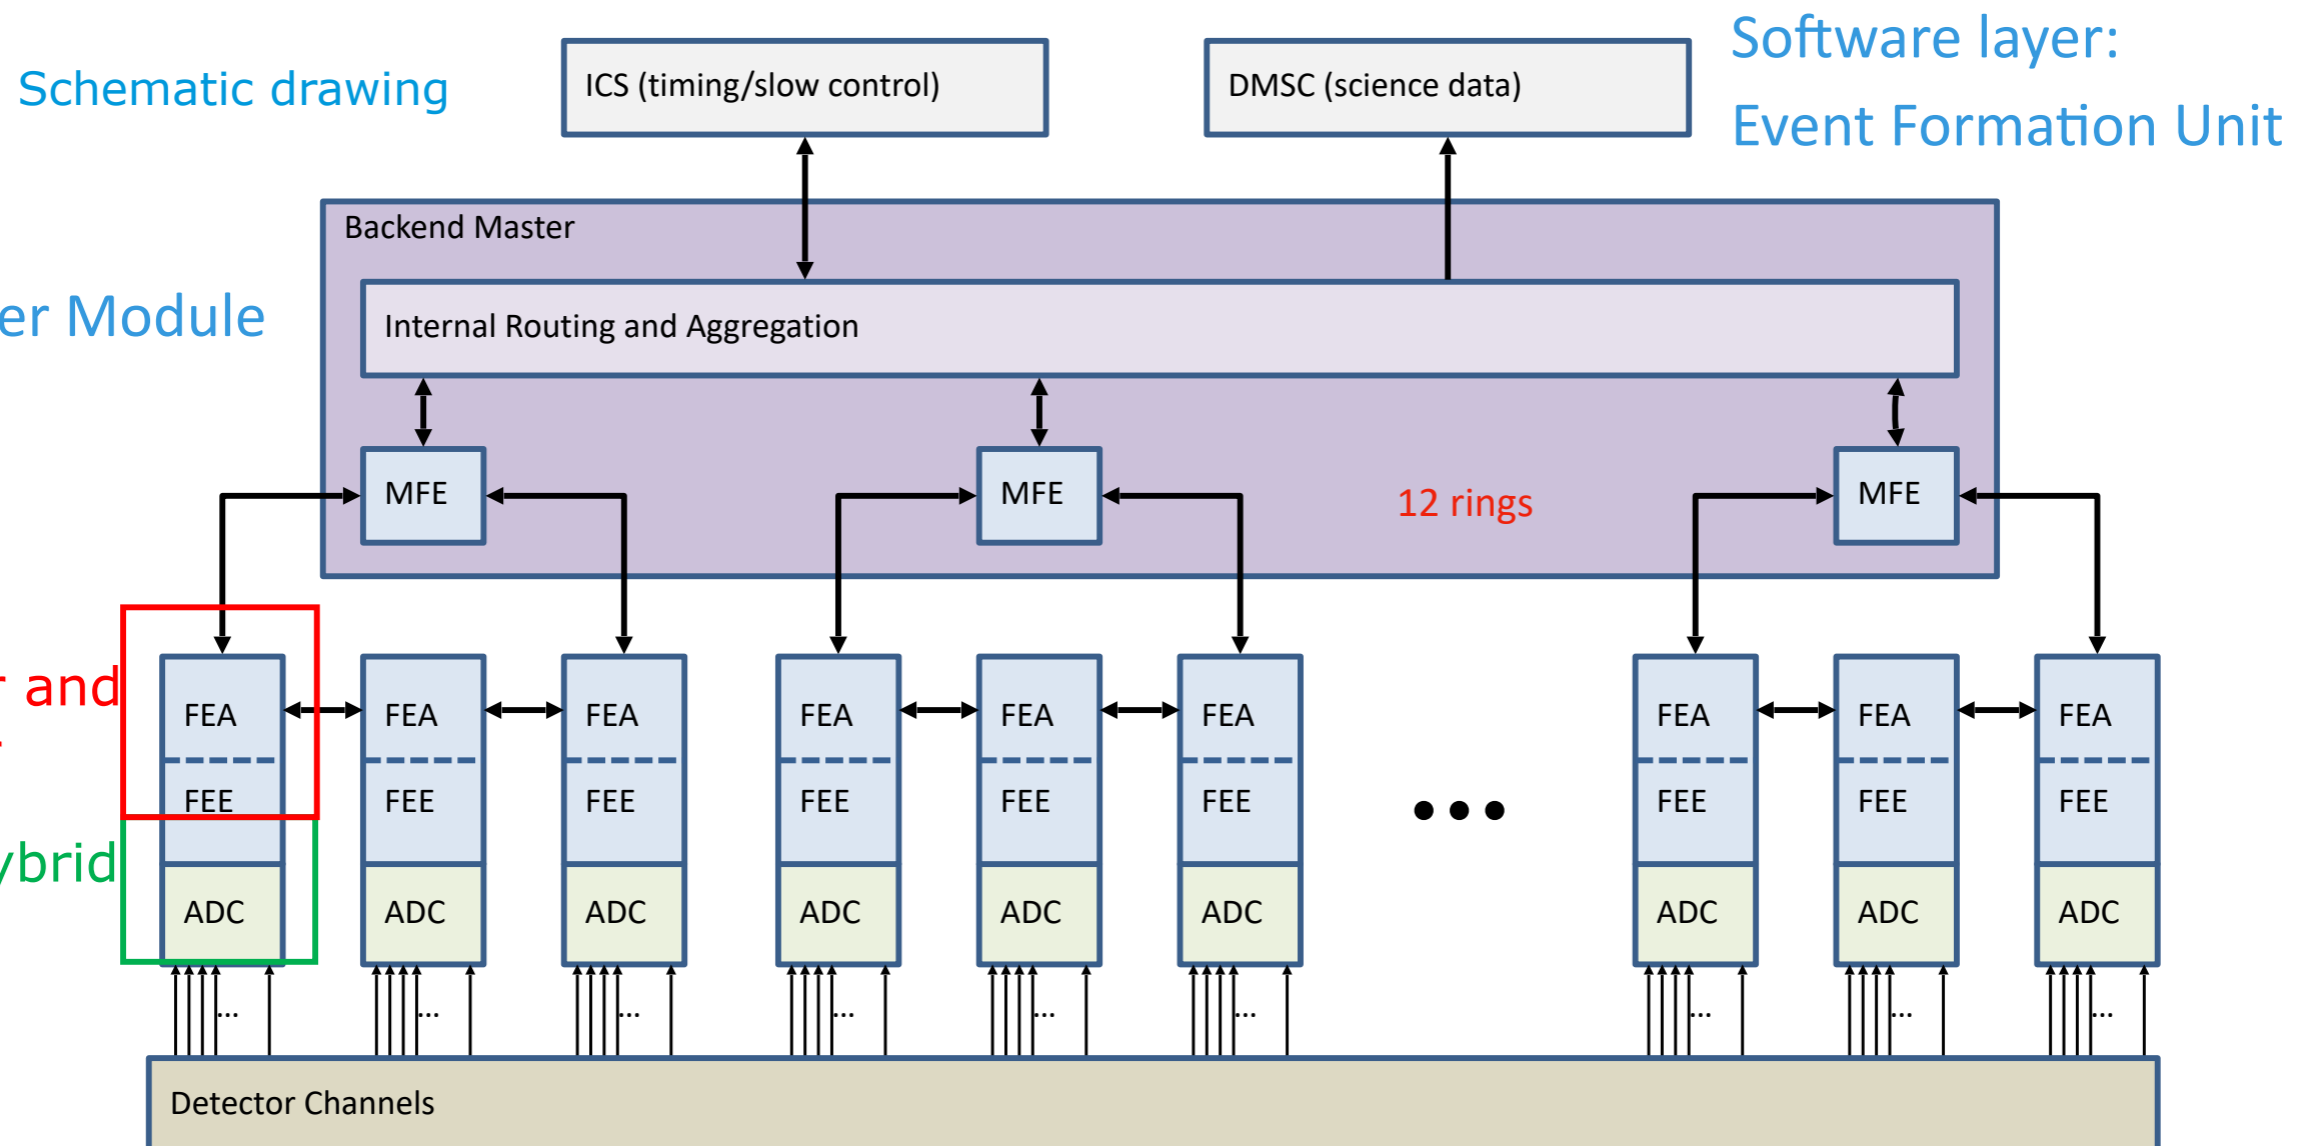 Software layer:
Schematic drawing
ICS (timing/slow control)
DMSC (science data)
Event Formation Unit
Backend Master
er Module
Internal Routing and Aggregation
MFE MFE 12 rings MFE
r and
FEA FEA FEA FEA FEA FEA FEA FEA FEA
FEE FEE FEE FEE FEE FEE FEE FEE FEE
ybrid
ADC ADC ADC ADC ADC ADC ADC ADC ADC
... ... ... ... ... ... ... ... ...
Detector Channels